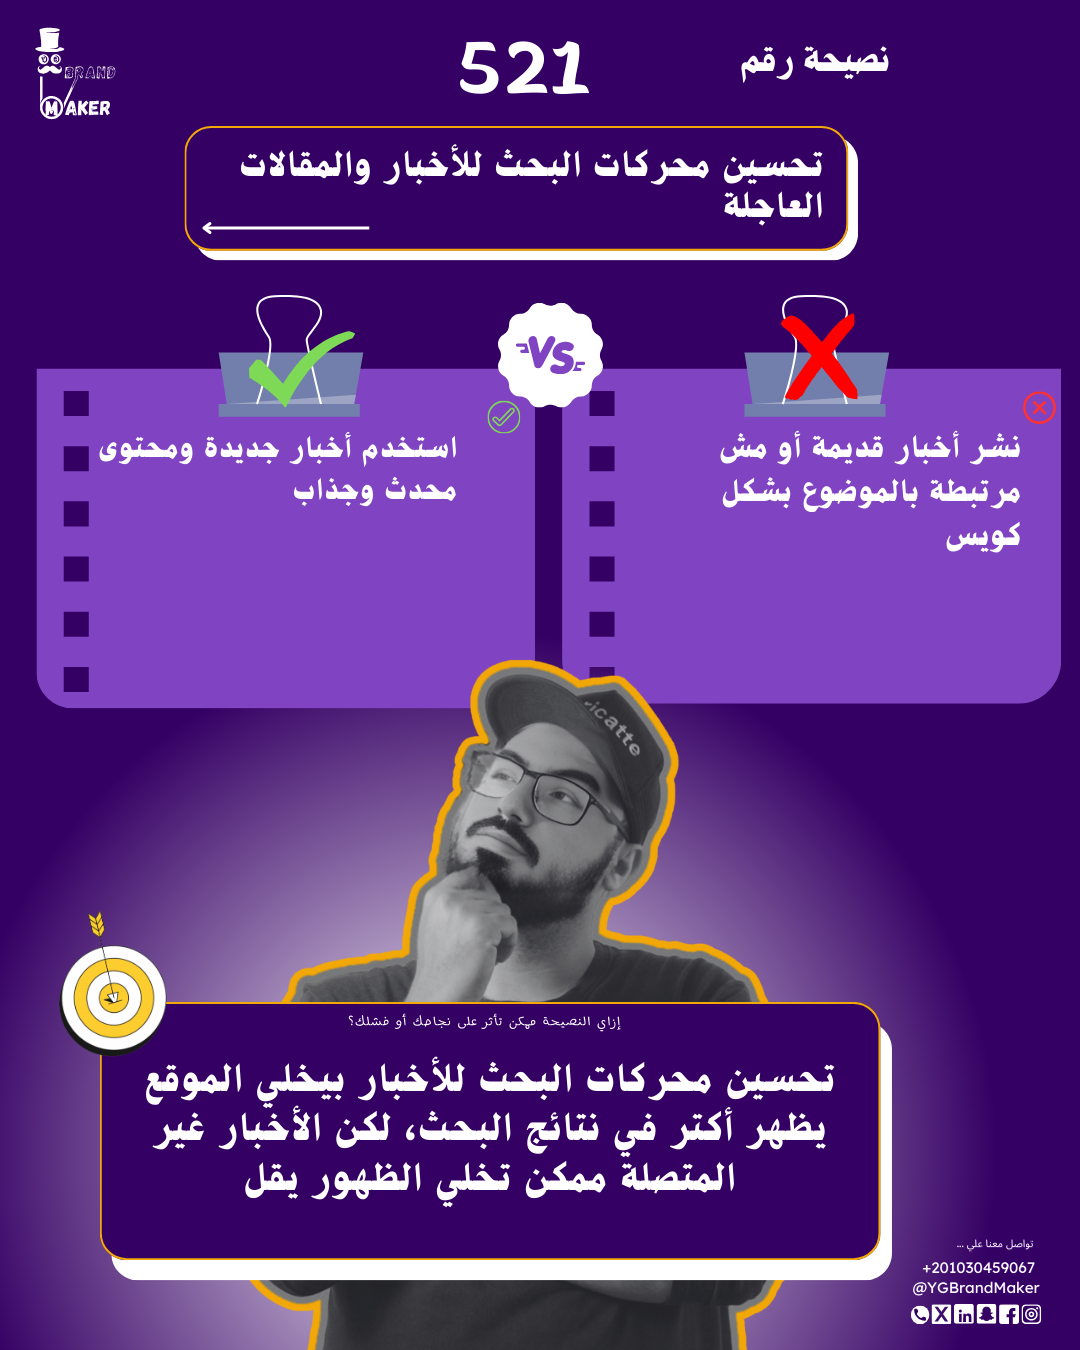 BRAND
MAKER
نصيحة رقم
521
تحسين محركات البحث للأخبار والمقالات
العاجلة
VS
نشر أخبار قديمة أو مش
مرتبطة بالموضوع بشكل
كويس
استخدم أخبار جديدة ومحتوى
محدث وجذاب
icatte
إزاي النصيحة ممكن تأثر على نجاحك أو فشلك؟
تحسين محركات البحث للأخبار بيخلي الموقع
يظهر أكتر في نتائج البحث، لكن الأخبار غير
المتصلة ممكن تخلي الظهور يقل
تواصل معنا علي ...
+201030459067
@YGBrandMaker